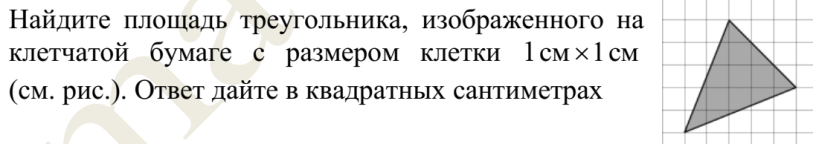 Найдите площадь треугольника, изображенного на
клетчатой бумаге с размером клетки 1 см × 1 см
(см. рис.). Ответ дайте в квадратных сантиметрах